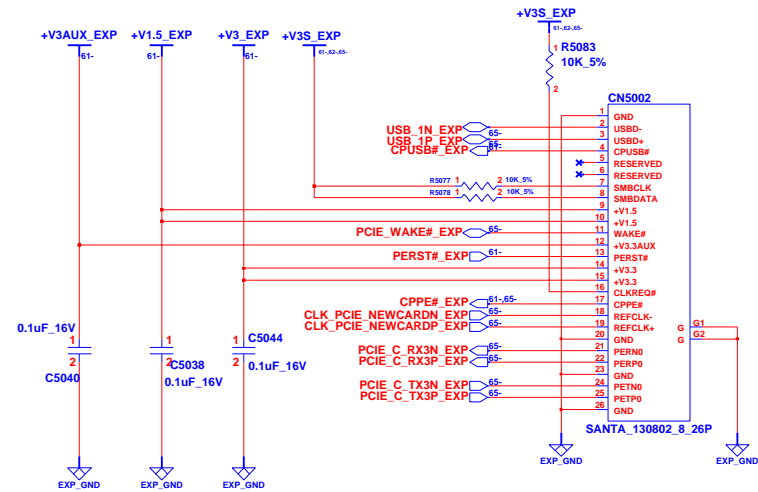 +V3S_EXP
61-,62-,65-
+V3AUX_EXP
61-
+V1.5_EXP
61-
+V3_EXP
61-
+V3S_EXP
61-,62-,65-
1
R5083
10K_5%
2
CN5002
1 GND
USB_1N_EXP 65- 2 USBD-
USB_1P_EXP 65- 3 USBD+
CPUSB#_EXP 61- 4 CPUSB#
5 RESERVED
6 RESERVED
R5077 1 2 10K_5% 7 SMBCLK
R5078 1 2 10K_5% 8 SMBDATA
9 +V1.5
10 +V1.5
PCIE_WAKE#_EXP 65- 11 WAKE#
12 +V3.3AUX
PERST#_EXP 61- 13 PERST#
14 +V3.3
15 +V3.3
16 CLKREQ#
CPPE#_EXP 61-,65- 17 CPPE#
CLK_PCIE_NEWCARDN_EXP 65- 18 REFCLK-
CLK_PCIE_NEWCARDP_EXP 65- 19 REFCLK+ G G1
20 GND G G2
PCIE_C_RX3N_EXP 65- 21 PERN0
PCIE_C_RX3P_EXP 65- 22 PERP0
23 GND
PCIE_C_TX3N_EXP 65- 24 PETN0
PCIE_C_TX3P_EXP 65- 25 PETP0
26 GND
SANTA_130802_8_26P
0.1uF_16V
1
2
C5040
1
2
C5038
0.1uF_16V
1
2
C5044
0.1uF_16V
EXP_GND
EXP_GND
EXP_GND
EXP_GND
EXP_GND